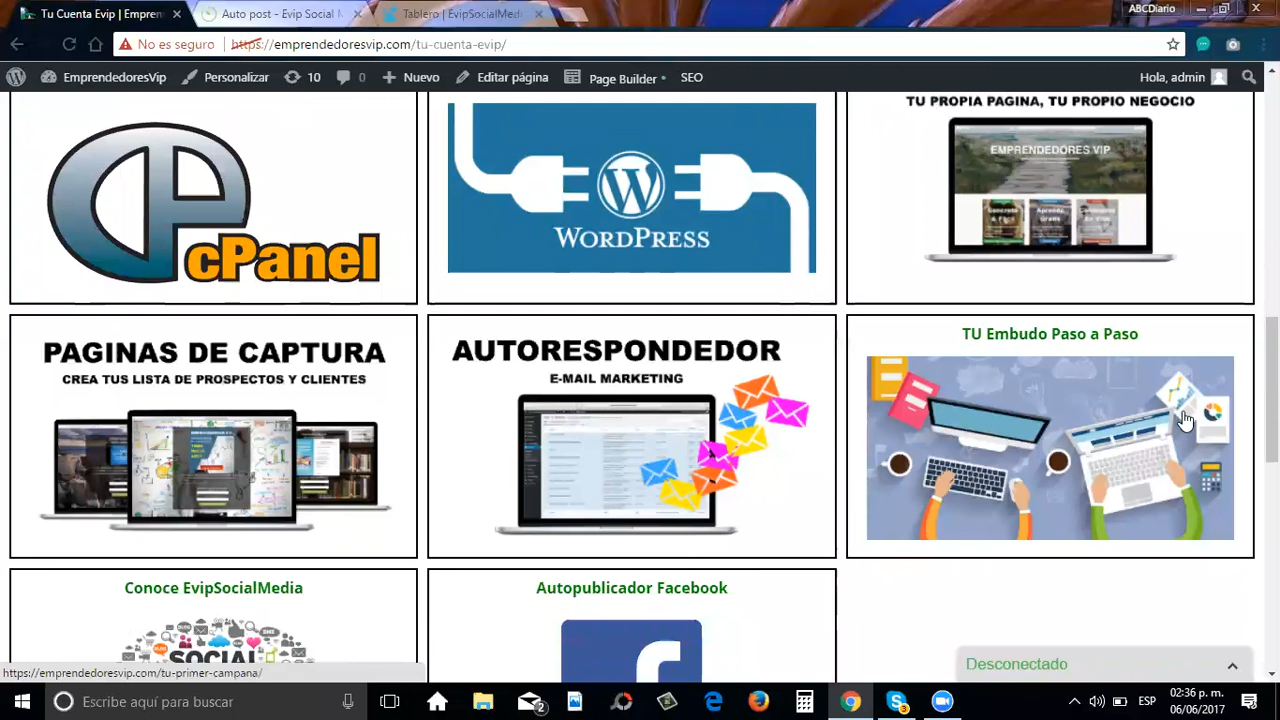 Tu Cuenta Evip | Empren
Auto post - Evip Social M
Tablero | EvipSocialMedia
ABCDiario
No es seguro
https://emprendedoresvip.com/tu-cuenta-evip/
EmprendedoresVip
Personalizar
10
0
Nuevo
Editar página
Page Builder
SEO
Hola, admin
cPanel
WORDPRESS
TU PROPIA PAGINA, TU PROPIO NEGOCIO
EMPRENDEDORES VIP
PAGINAS DE CAPTURA
CREA TUS LISTA DE PROSPECTOS Y CLIENTES
AUTORESPONDEDOR
E-MAIL MARKETING
TU Embudo Paso a Paso
Conoce EvipSocialMedia
SOCIAL
Autopublicador Facebook
Desconectado
https://emprendedoresvip.com/tu-primer-campana/
Escribe aquí para buscar
2
3
ESP
02:36 p. m.
06/06/2017